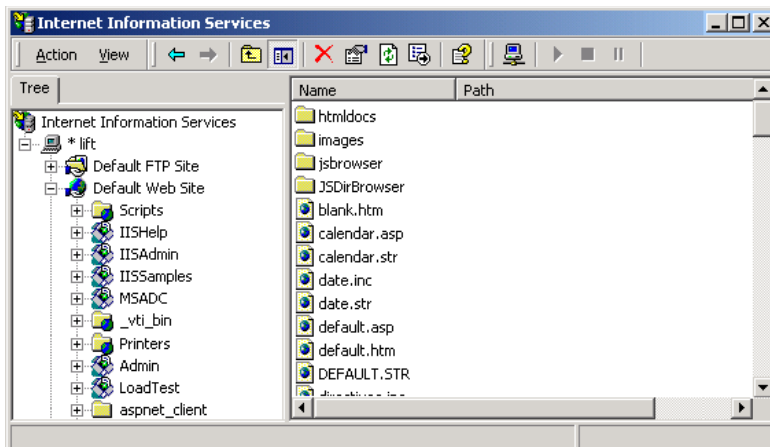 Internet Information Services
Action View
Tree
Name Path
Internet Information Services
* lift
Default FTP Site
Default Web Site
Scripts
IISHelp
IISAdmin
IISSamples
MSADC
_vti_bin
Printers
Admin
LoadTest
aspnet_client
htmldocs
images
jsbrowser
JSDirBrowser
blank.htm
calendar.asp
calendar.str
date.inc
date.str
default.asp
default.htm
DEFAULT.STR